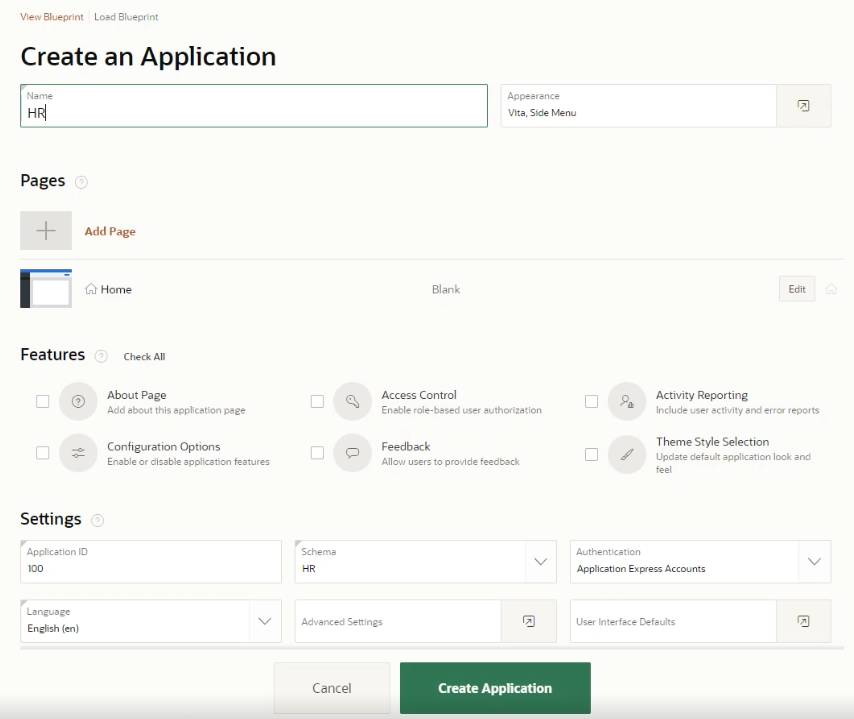 View Blueprint Load Blueprint
Create an Application
Name
HR
Appearance
Vita, Side Menu
Pages
Add Page
Home Blank Edit
Features Check All
About Page
Add about this application page
Access Control
Enable role-based user authorization
Activity Reporting
Include user activity and error reports
Configuration Options
Enable or disable application features
Feedback
Allow users to provide feedback
Theme Style Selection
Update default application look and
feel
Settings
Application ID
100
Schema
HR
Authentication
Application Express Accounts
Language
English (en)
Advanced Settings
User Interface Defaults
Cancel Create Application